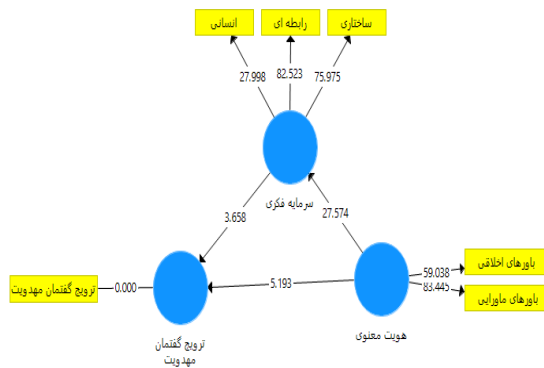 انسانی
رابطه ای
ساختاری
27.998
82.523
75.975
سرمایه فکری
3.658
27.574
ترویج گفتمان مهدویت
0.000
5.193
59.038
83.445
باورهای اخلاقی
باورهای ماورایی
ترویج گفتمان
مهدویت
هویت معنوی